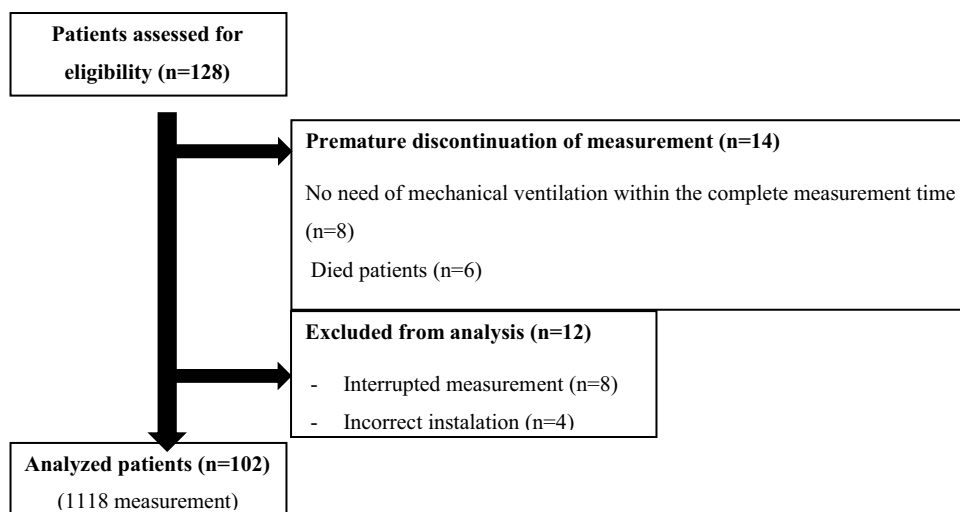 Patients assessed for
eligibility (n=128)
Premature discontinuation of measurement (n=14)
No need of mechanical ventilation within the complete measurement time
(n=8)
Died patients (n=6)
Excluded from analysis (n=12)
- Interrupted measurement (n=8)
- Incorrect instalation (n=4)
Analyzed patients (n=102)
(1118 measurement)